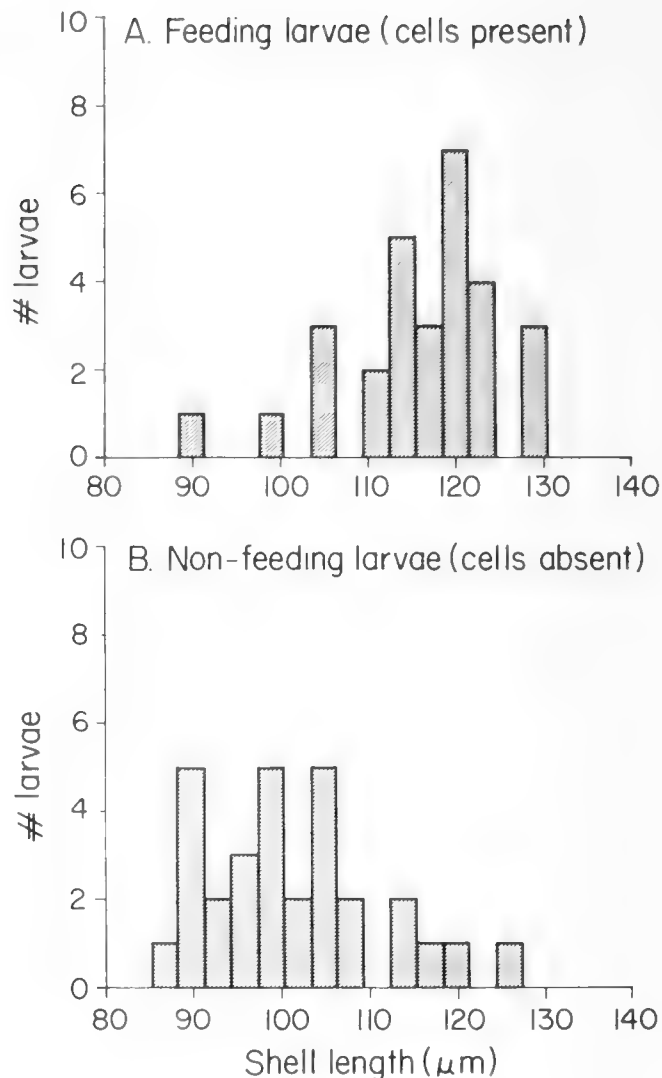 A. Feeding larvae (cells present)
10
8
6
4
2
0
# larvae
80 90 100 110 120 130 140
B. Non-feeding larvae (cells absent)
10
8
6
4
2
0
# larvae
80 90 100 110 120 130 140
Shell length (μm)